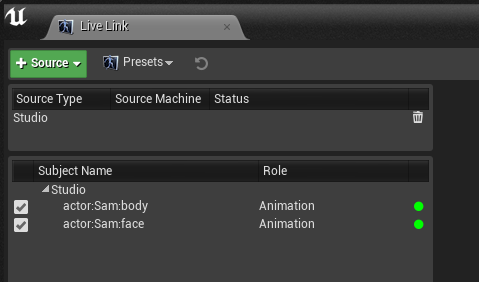 Live Link
Source Presets
Source Type Source Machine Status
Studio
Subject Name Role
Studio
actor:Sam:body Animation
actor:Sam:face Animation